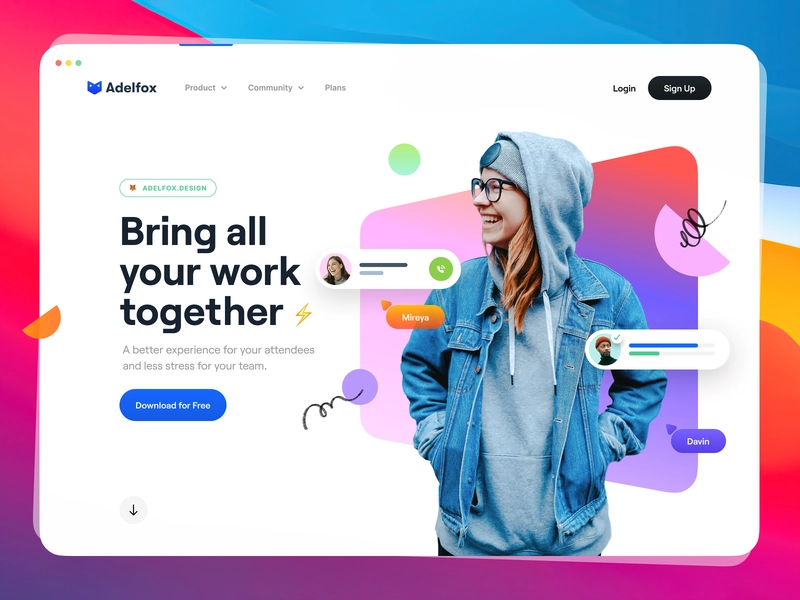 Adelfox
Product
Community
Plans
Login
Sign Up
ADELFOX.DESIGN
Bring all
your work
together
A better experience for your attendees
and less stress for your team.
Download for Free
Mireya
Davin